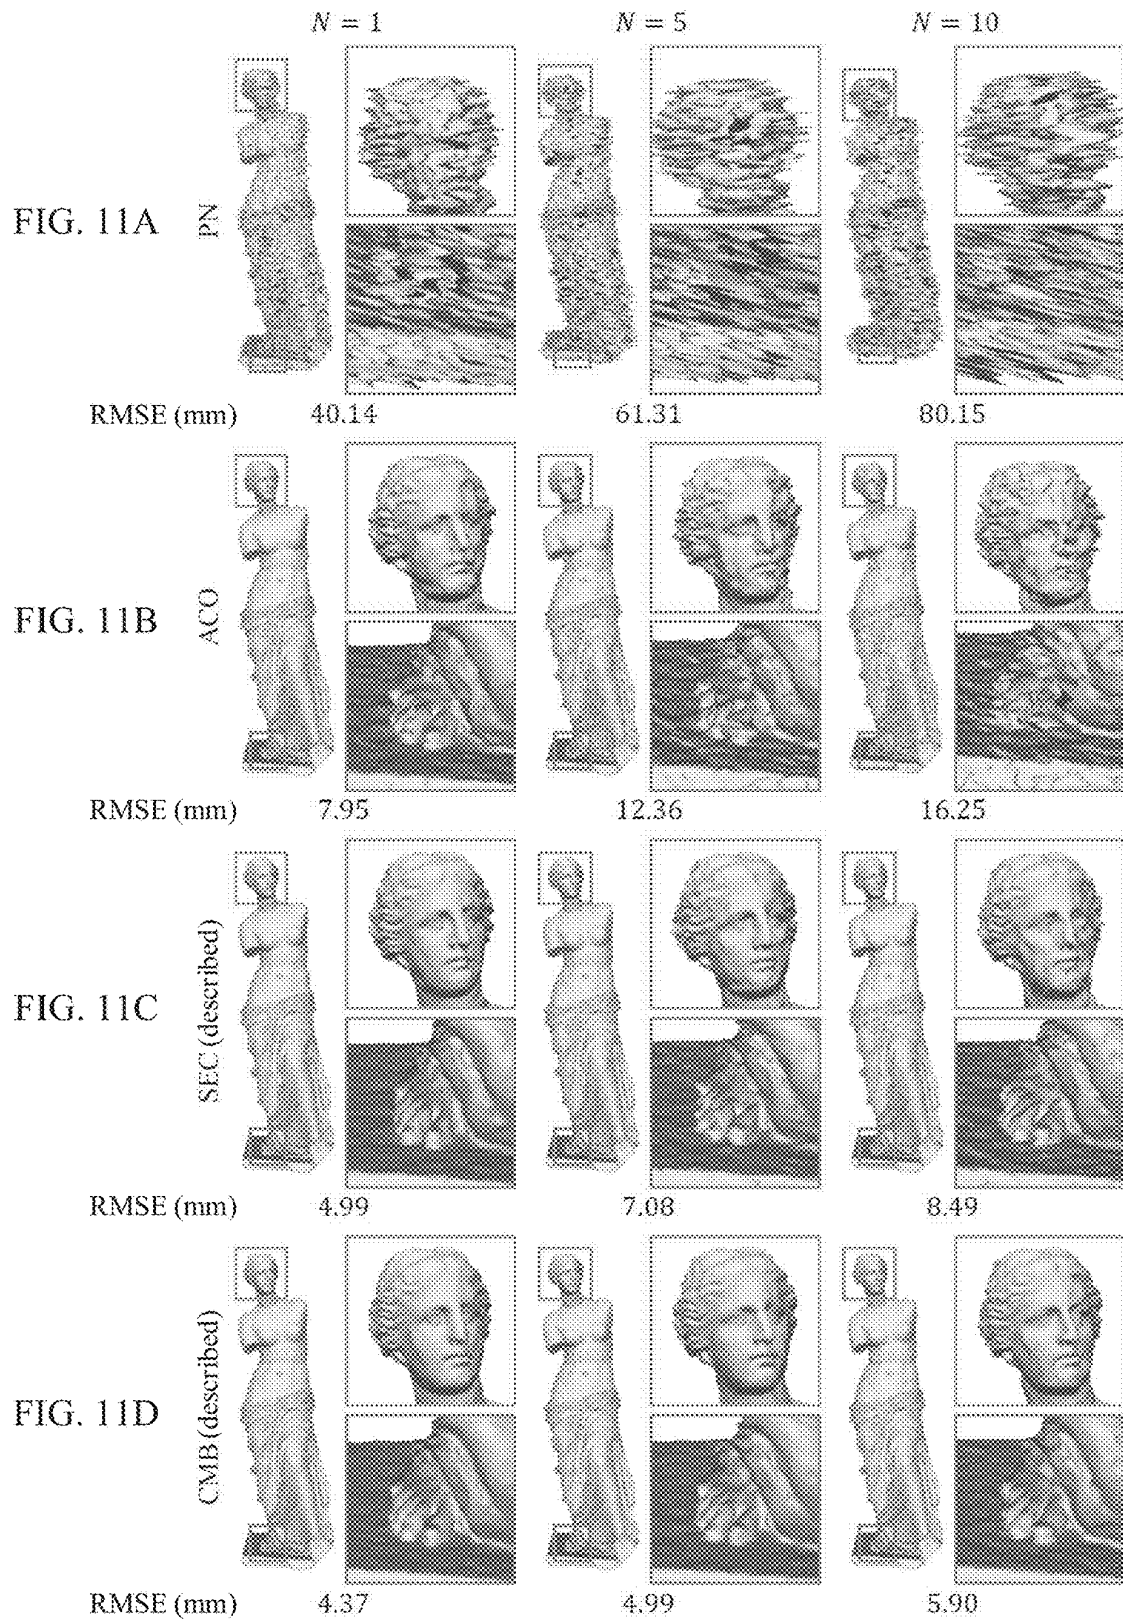 N = 1 N = 5 N = 10
FIG. 11A
PN
RMSE (mm) 40.14 61.31 80.15
FIG. 11B
ACO
RMSE (mm) 7.95 12.36 16.25
FIG. 11C
SEC (described)
RMSE (mm) 4.99 7.08 8.49
FIG. 11D
CMB (described)
RMSE (mm) 4.37 4.99 5.90